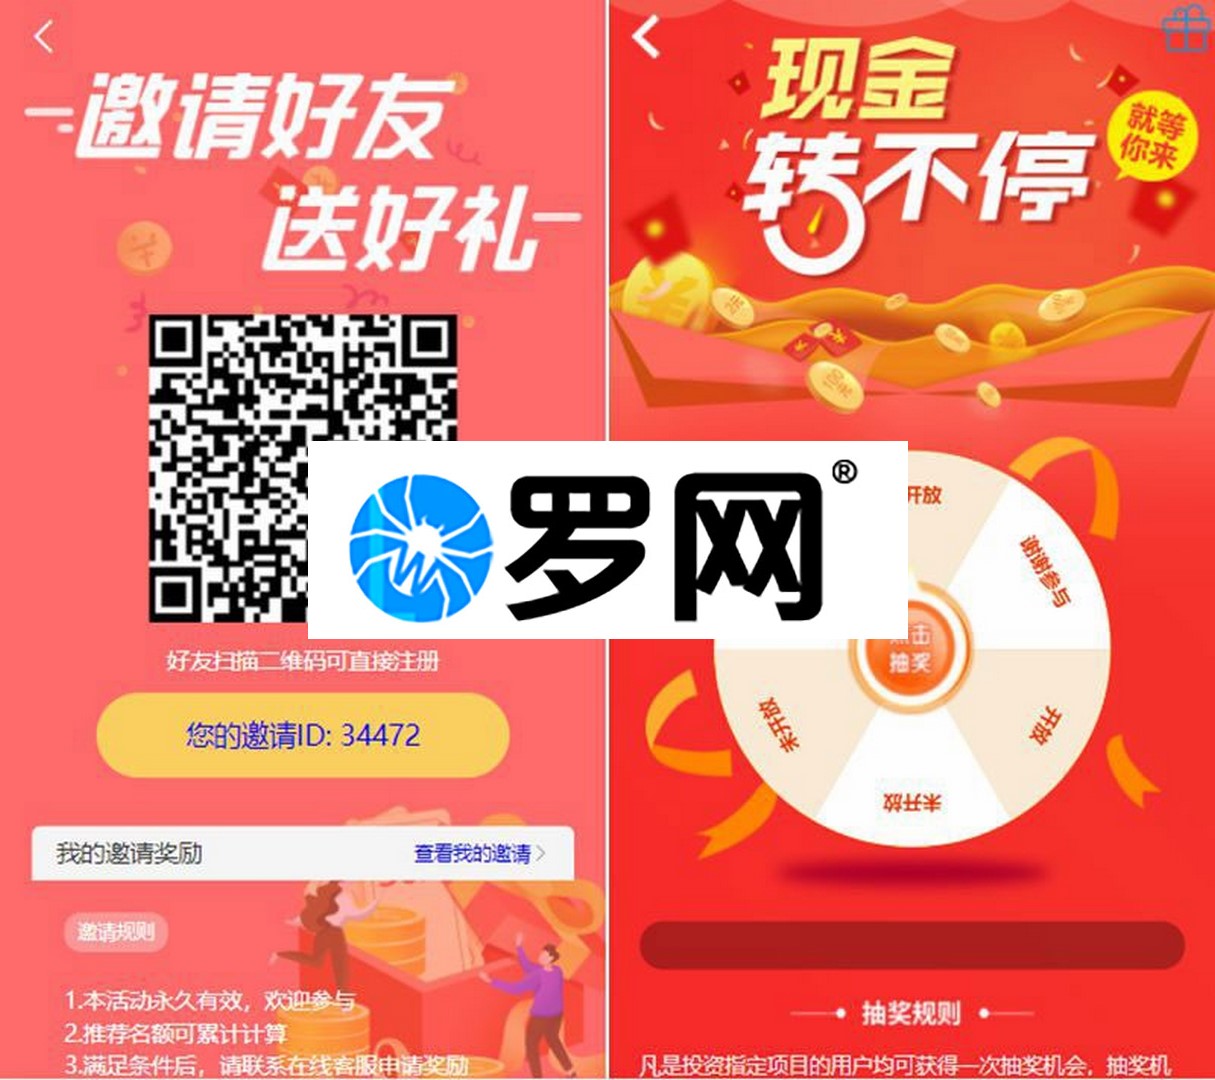 邀请好友
送好礼
好友扫描二维码可直接注册
您的邀请ID: 34472
我的邀请奖励
查看我的邀请
邀请规则
1.本活动永久有效，欢迎参与
2.推荐名额可累计计算
3.满足条件后，请联系在线客服申请奖励
罗网®
现金
转不停
就等
你来
开放
谢谢参与
开放
未开放
未开放
点击
抽奖
抽奖规则
凡是投资指定项目的用户均可获得一次抽奖机会，抽奖机